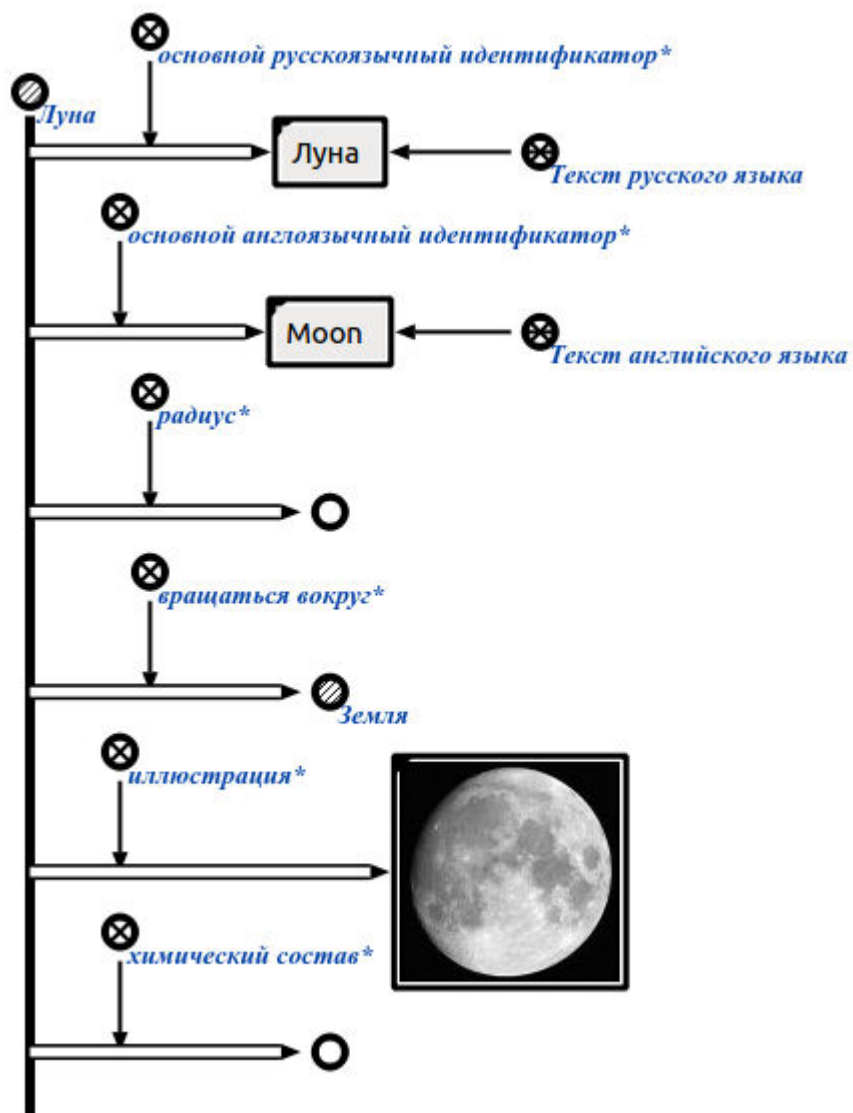 основной русскоязычный идентификатор*
Луна
Луна
Текст русского языка
основной англоязычный идентификатор*
Moon
Текст английского языка
радиус*
вращаться вокруг*
Земля
иллюстрация*
химический состав*